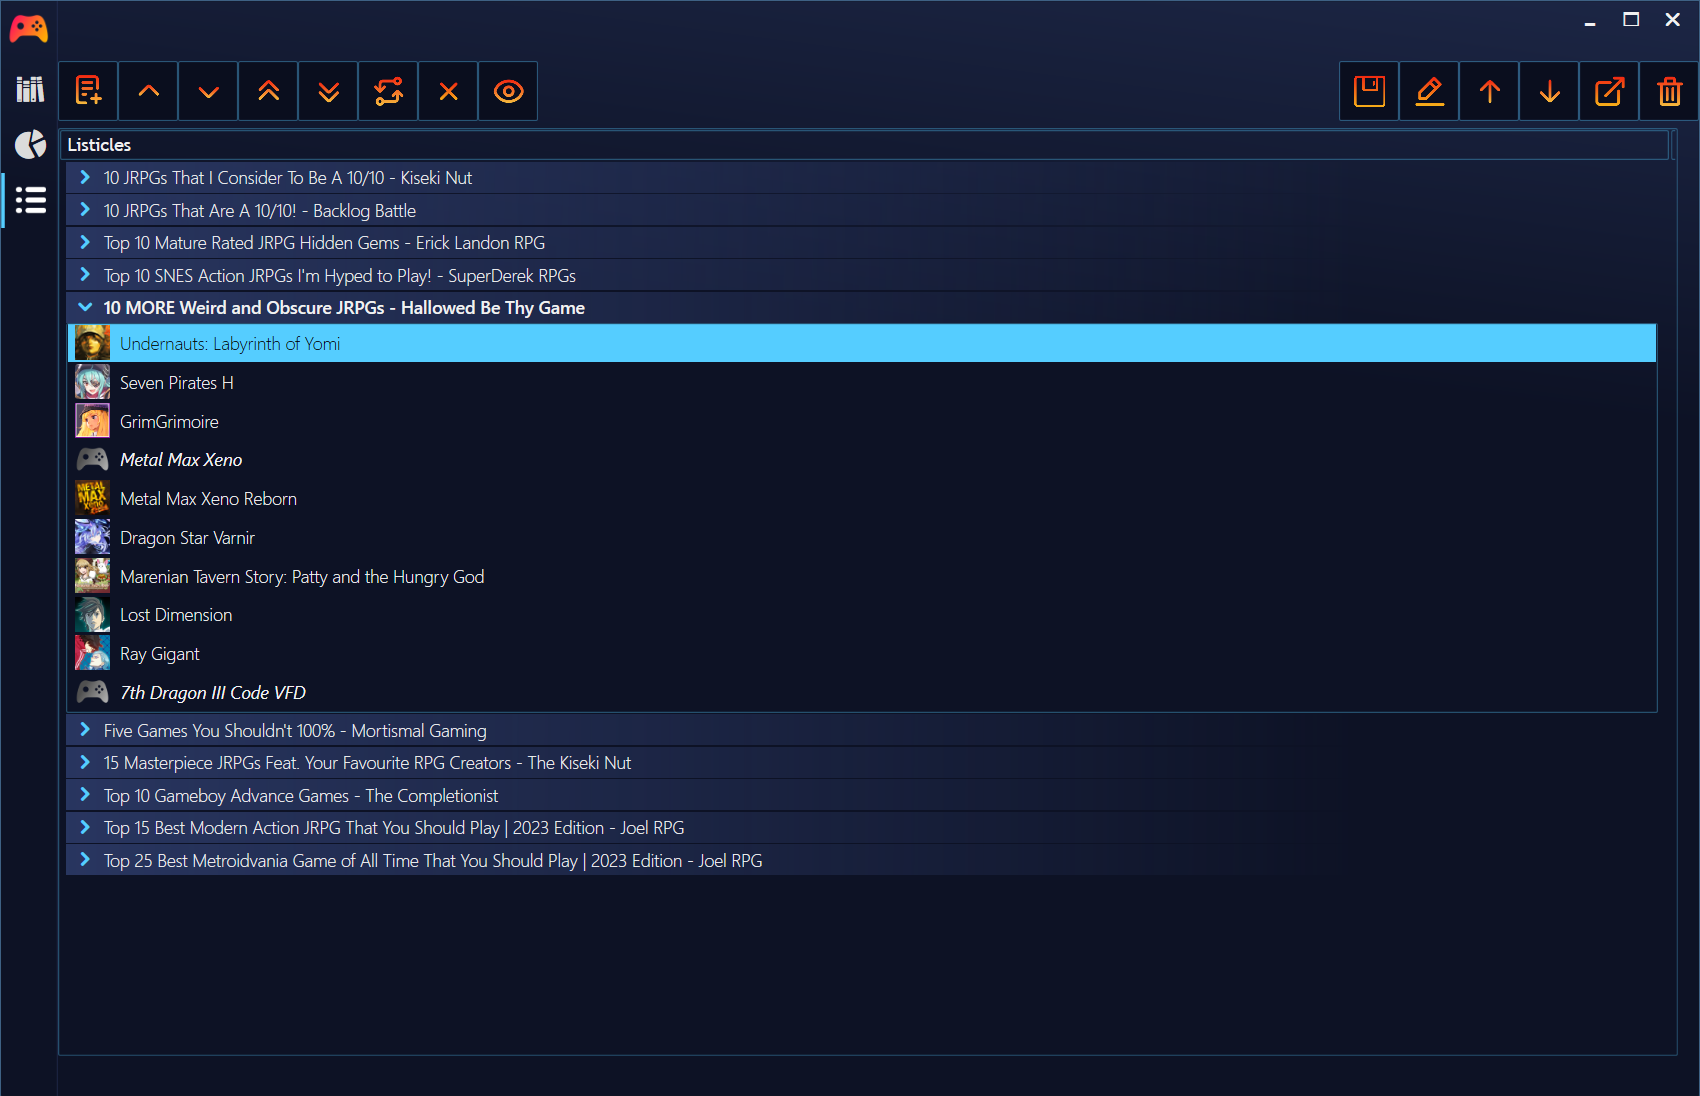 Listicles
10 JRPGs That I Consider To Be A 10/10 - Kiseki Nut
10 JRPGs That Are A 10/10! - Backlog Battle
Top 10 Mature Rated JRPG Hidden Gems - Erick Landon RPG
Top 10 SNES Action JRPGs I'm Hyped to Play! - SuperDerek RPGs
10 MORE Weird and Obscure JRPGs - Hallowed Be Thy Game
Undernauts: Labyrinth of Yomi
Seven Pirates H
GrimGrimoire
Metal Max Xeno
METAL
MAX
Xeno
Metal Max Xeno Reborn
Dragon Star Varnir
Marenian Tavern Story: Patty and the Hungry God
Lost Dimension
Ray Gigant
7th Dragon III Code VFD
Five Games You Shouldn't 100% - Mortismal Gaming
15 Masterpiece JRPGs Feat. Your Favourite RPG Creators - The Kiseki Nut
Top 10 Gameboy Advance Games - The Completionist
Top 15 Best Modern Action JRPG That You Should Play | 2023 Edition - Joel RPG
Top 25 Best Metroidvania Game of All Time That You Should Play | 2023 Edition - Joel RPG